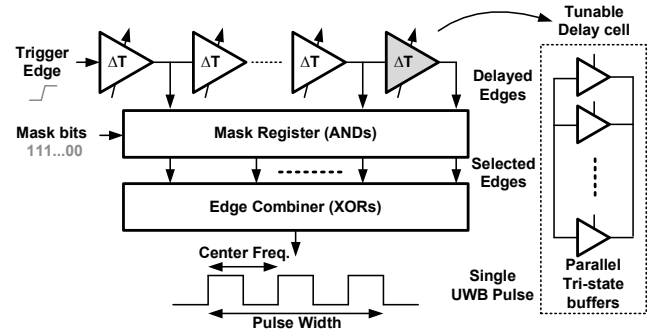 Tunable
Delay cell
Trigger
Edge
ΔT
ΔT
ΔT
ΔT
Delayed
Edges
Mask bits
111...00
Mask Register (ANDs)
Selected
Edges
Edge Combiner (XORs)
Center Freq.
Pulse Width
Single
UWB Pulse
Parallel
Tri-state
buffers